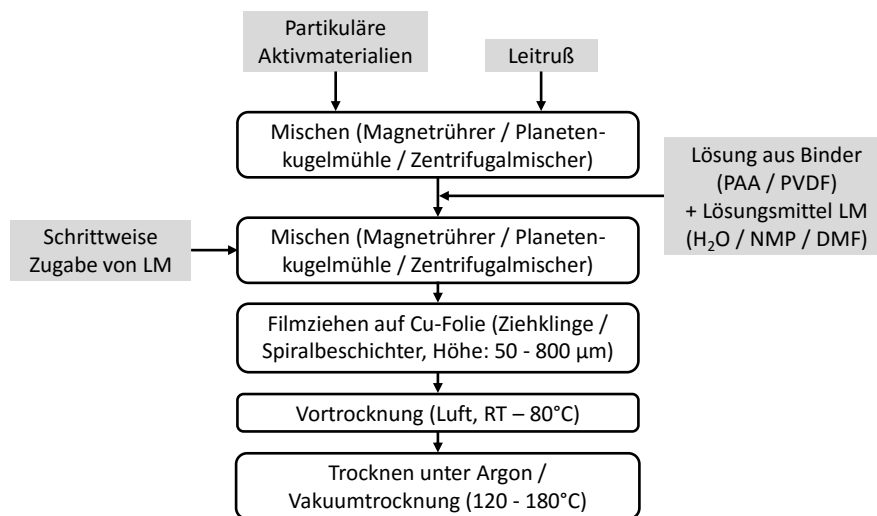 Partikuläre
Aktivmaterialien
Leitruß
Mischen (Magnetrührer / Planeten-
kugelmühle / Zentrifugalmischer)
Lösung aus Binder
(PAA / PVDF)
+ Lösungsmittel LM
(H₂O / NMP / DMF)
Schrittweise
Zugabe von LM
Mischen (Magnetrührer / Planeten-
kugelmühle / Zentrifugalmischer)
Filmziehen auf Cu-Folie (Ziehklinge /
Spiralbeschichter, Höhe: 50 - 800 µm)
Vortrocknung (Luft, RT – 80°C)
Trocknen unter Argon /
Vakuumtrocknung (120 - 180°C)